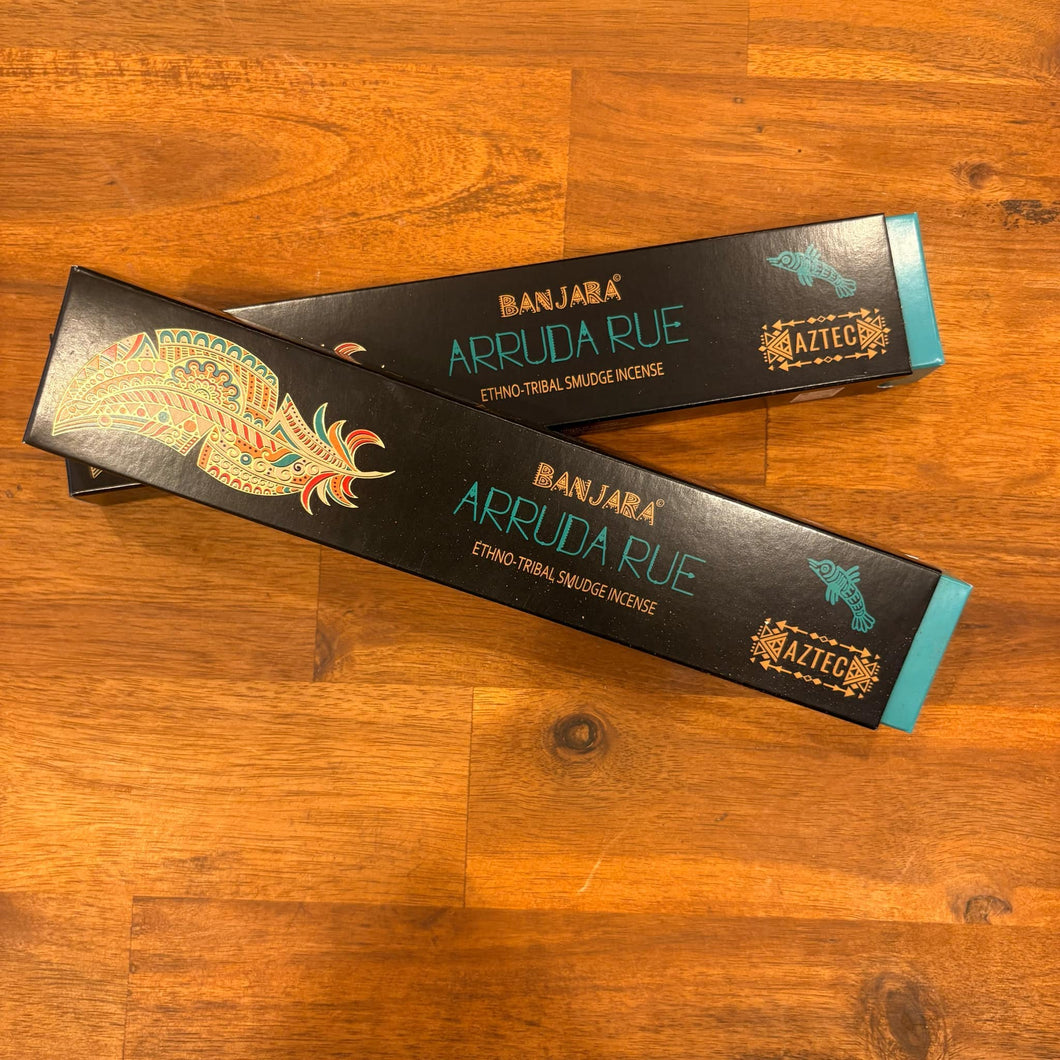 BANJARA©
ARRUDA RUE
ETHNO-TRIBAL SMUDGE INCENSE
AZTEC
BANJARA©
ARRUDA RUE
ETHNO-TRIBAL SMUDGE INCENSE
AZTEC